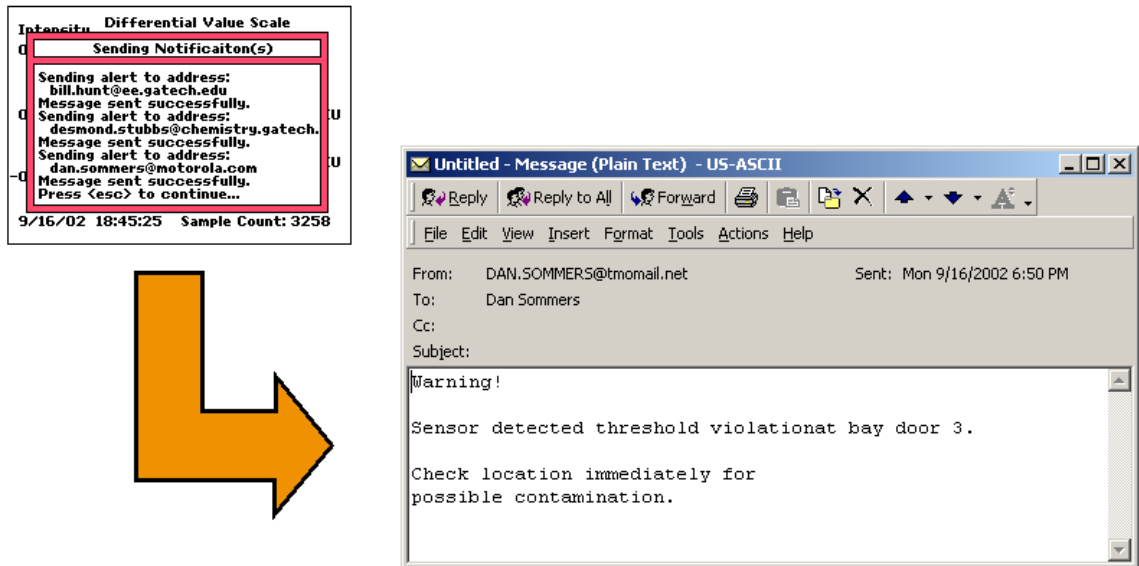 Differential Value Scale
Intensity
Sending Notificaiton(s)
Sending alert to address:
bill.hunt@ee.gatech.edu
Message sent successfully.
Sending alert to address:
desmond.stubbs@chemistry.gatech.
Message sent successfully.
Sending alert to address:
dan.sommers@motorola.com
Message sent successfully.
Press <esc> to continue...
9/16/02 18:45:25 Sample Count: 3258
Untitled - Message (Plain Text) - US-ASCII
Reply Reply to All Forward
File Edit View Insert Format Tools Actions Help
From: DAN.SOMMERS@tmomail.net Sent: Mon 9/16/2002 6:50 PM
To: Dan Sommers
Cc:
Subject:
Warning!
Sensor detected threshold violationat bay door 3.
Check location immediately for
possible contamination.